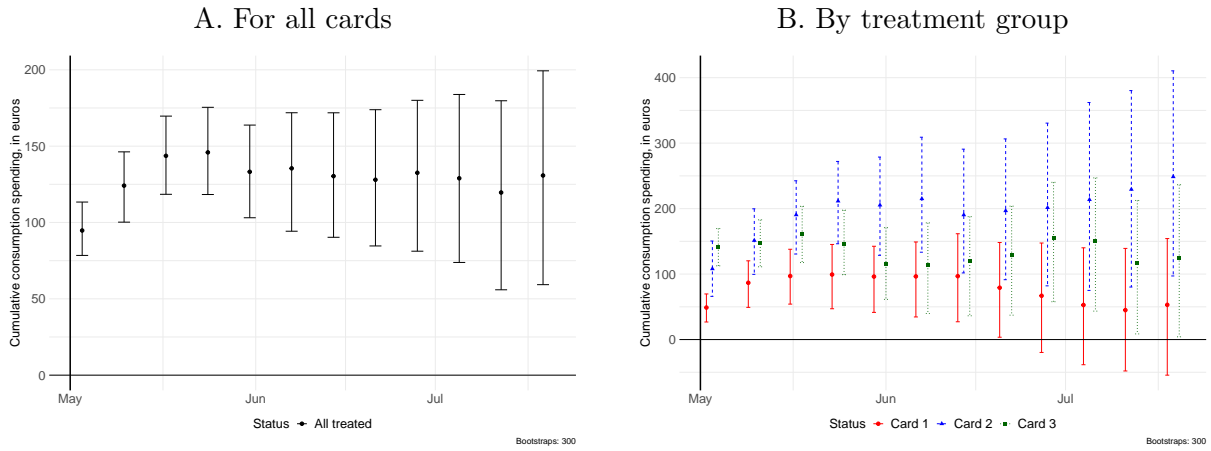 A. For all cards
Cumulative consumption spending, in euros
200
150
100
50
0
May
Jun
Jul
Status All treated
Bootstraps: 300
B. By treatment group
Cumulative consumption spending, in euros
400
300
200
100
0
May
Jun
Jul
Status Card 1 Card 2 Card 3
Bootstraps: 300